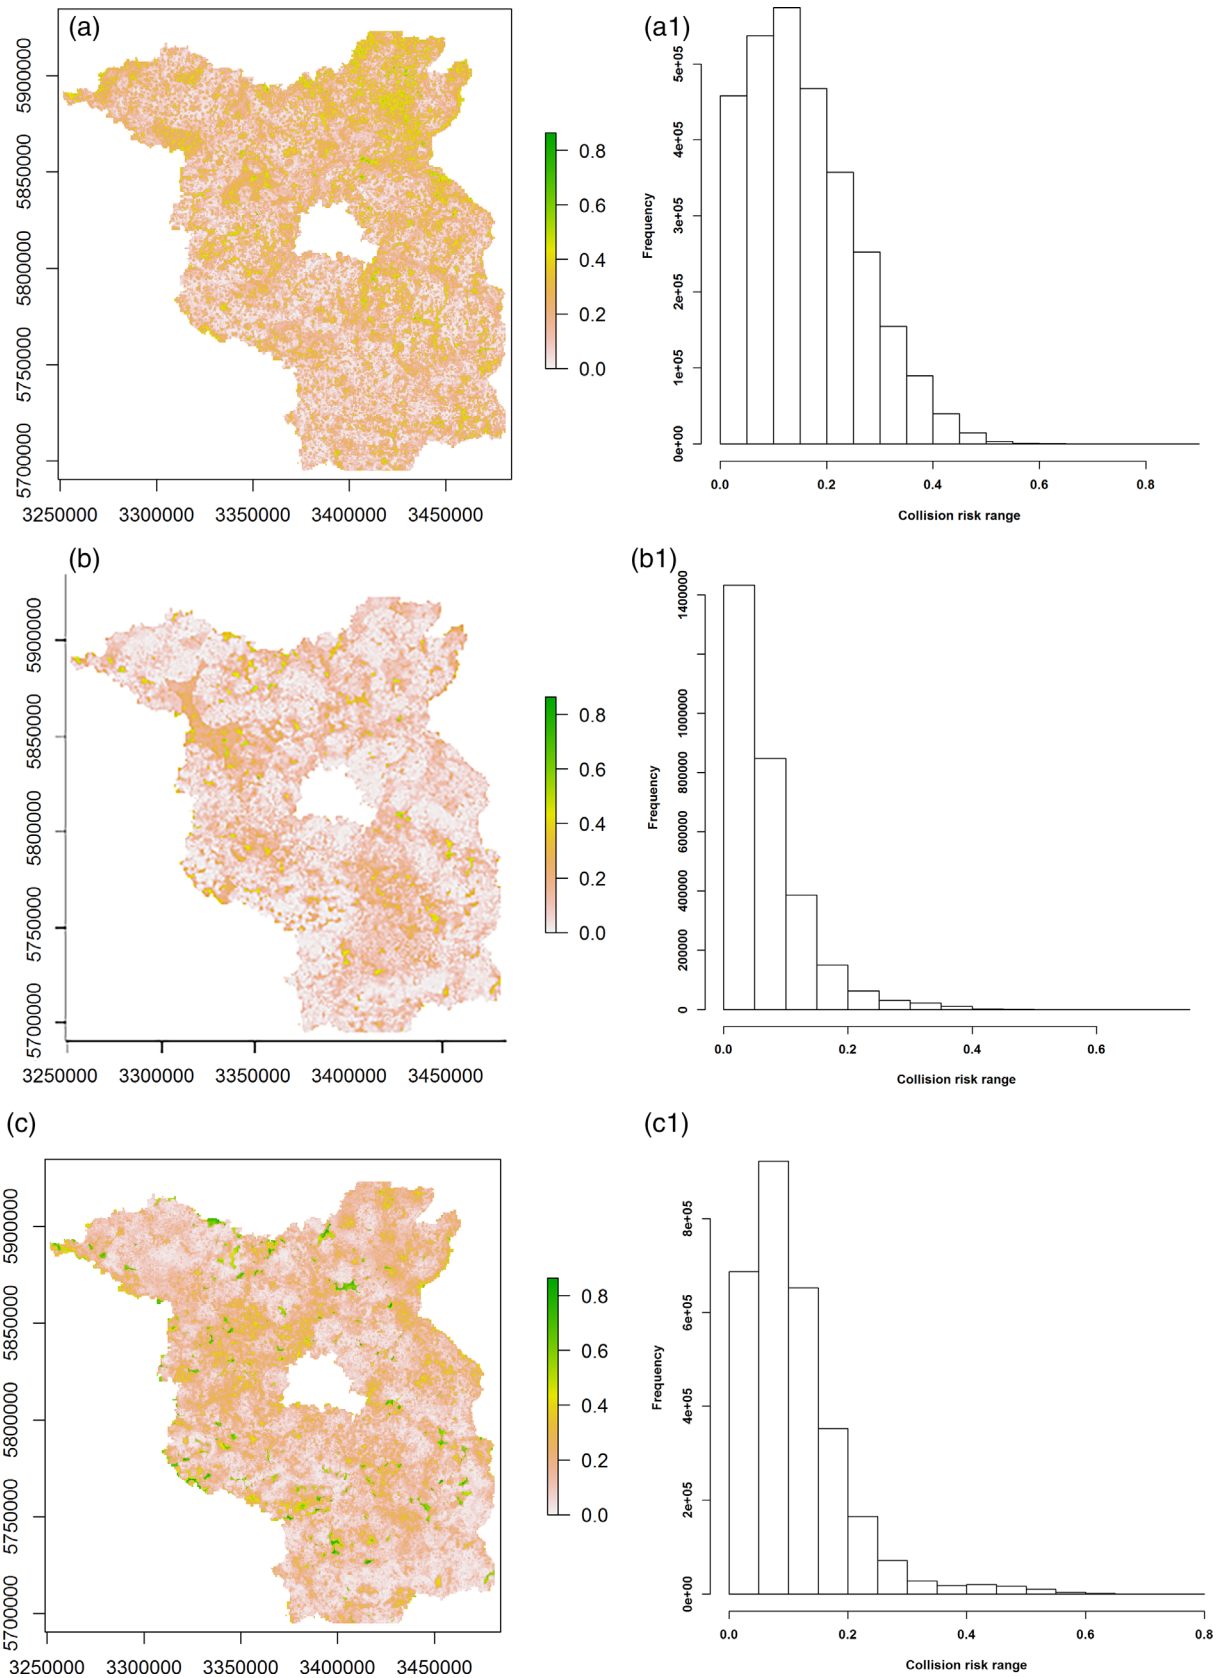 (a)
5900000
5850000
5800000
5750000
5700000
3250000 3300000 3350000 3400000 3450000
0.8
0.6
0.4
0.2
0.0
(a1)
5e+05
4e+05
3e+05
2e+05
1e+05
0e+00
Frequency
0.0 0.2 0.4 0.6 0.8
Collision risk range
(b)
5900000
5850000
5800000
5750000
5700000
3250000 3300000 3350000 3400000 3450000
0.8
0.6
0.4
0.2
0.0
(b1)
1400000
1000000
800000
600000
400000
200000
0
Frequency
0.0 0.2 0.4 0.6
Collision risk range
(c)
5900000
5850000
5800000
5750000
5700000
3250000 3300000 3350000 3400000 3450000
0.8
0.6
0.4
0.2
0.0
(c1)
8e+05
6e+05
4e+05
2e+05
0e+00
Frequency
0.0 0.2 0.4 0.6 0.8
Collision risk range